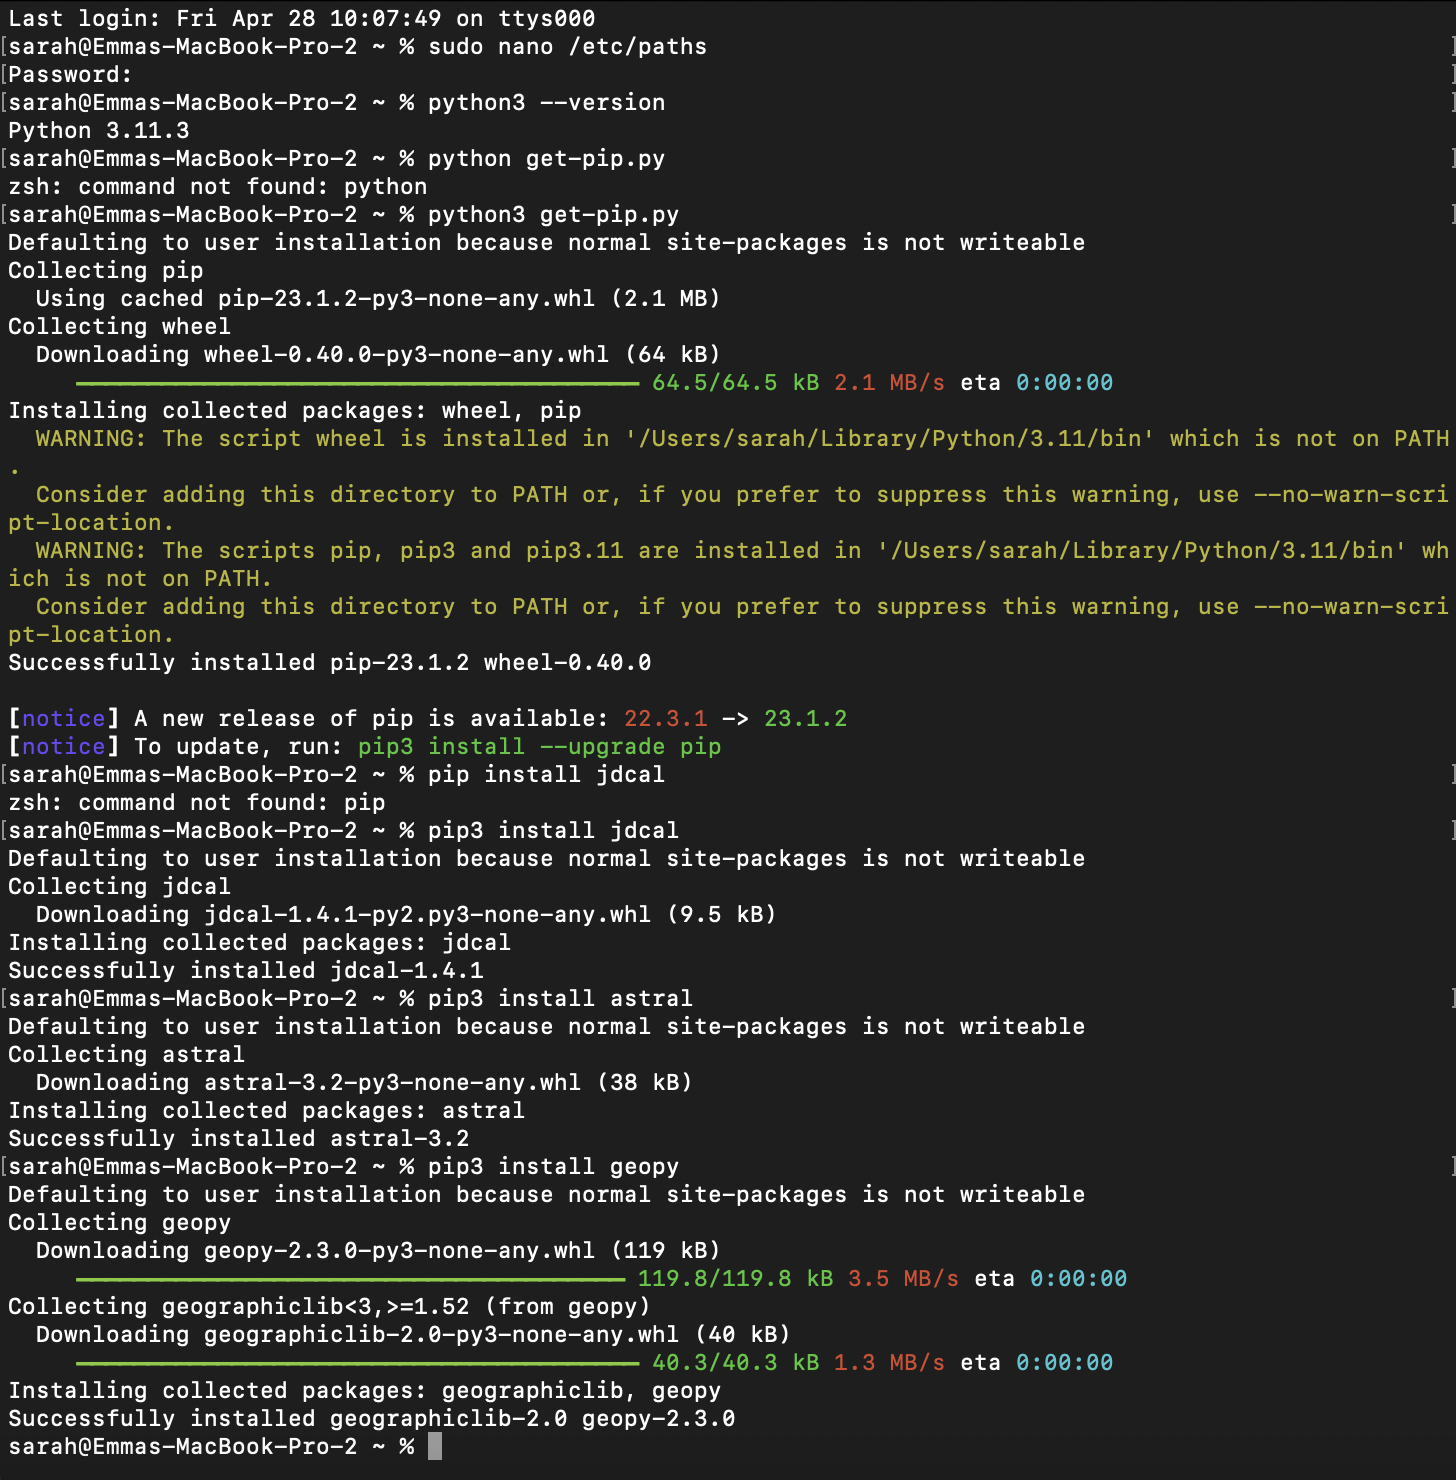 Last login: Fri Apr 28 10:07:49 on ttys000
[sarah@Emmas-MacBook-Pro-2 ~ % sudo nano /etc/paths ]
[Password: ]
[sarah@Emmas-MacBook-Pro-2 ~ % python3 --version ]
Python 3.11.3
[sarah@Emmas-MacBook-Pro-2 ~ % python get-pip.py ]
zsh: command not found: python
[sarah@Emmas-MacBook-Pro-2 ~ % python3 get-pip.py ]
Defaulting to user installation because normal site-packages is not writeable
Collecting pip
  Using cached pip-23.1.2-py3-none-any.whl (2.1 MB)
Collecting wheel
  Downloading wheel-0.40.0-py3-none-any.whl (64 kB)
     ━━━━━━━━━━━━━━━━━━━━━━━━━━━━━━━━━━━━━━━━ 64.5/64.5 kB 2.1 MB/s eta 0:00:00
Installing collected packages: wheel, pip
  WARNING: The script wheel is installed in '/Users/sarah/Library/Python/3.11/bin' which is not on PATH
.
  Consider adding this directory to PATH or, if you prefer to suppress this warning, use --no-warn-scri
pt-location.
  WARNING: The scripts pip, pip3 and pip3.11 are installed in '/Users/sarah/Library/Python/3.11/bin' wh
ich is not on PATH.
  Consider adding this directory to PATH or, if you prefer to suppress this warning, use --no-warn-scri
pt-location.
Successfully installed pip-23.1.2 wheel-0.40.0

[notice] A new release of pip is available: 22.3.1 -> 23.1.2
[notice] To update, run: pip3 install --upgrade pip
[sarah@Emmas-MacBook-Pro-2 ~ % pip install jdcal ]
zsh: command not found: pip
[sarah@Emmas-MacBook-Pro-2 ~ % pip3 install jdcal ]
Defaulting to user installation because normal site-packages is not writeable
Collecting jdcal
  Downloading jdcal-1.4.1-py2.py3-none-any.whl (9.5 kB)
Installing collected packages: jdcal
Successfully installed jdcal-1.4.1
[sarah@Emmas-MacBook-Pro-2 ~ % pip3 install astral ]
Defaulting to user installation because normal site-packages is not writeable
Collecting astral
  Downloading astral-3.2-py3-none-any.whl (38 kB)
Installing collected packages: astral
Successfully installed astral-3.2
[sarah@Emmas-MacBook-Pro-2 ~ % pip3 install geopy ]
Defaulting to user installation because normal site-packages is not writeable
Collecting geopy
  Downloading geopy-2.3.0-py3-none-any.whl (119 kB)
     ━━━━━━━━━━━━━━━━━━━━━━━━━━━━━━━━━━━━━━━ 119.8/119.8 kB 3.5 MB/s eta 0:00:00
Collecting geographiclib<3,>=1.52 (from geopy)
  Downloading geographiclib-2.0-py3-none-any.whl (40 kB)
     ━━━━━━━━━━━━━━━━━━━━━━━━━━━━━━━━━━━━━━━━ 40.3/40.3 kB 1.3 MB/s eta 0:00:00
Installing collected packages: geographiclib, geopy
Successfully installed geographiclib-2.0 geopy-2.3.0
sarah@Emmas-MacBook-Pro-2 ~ %